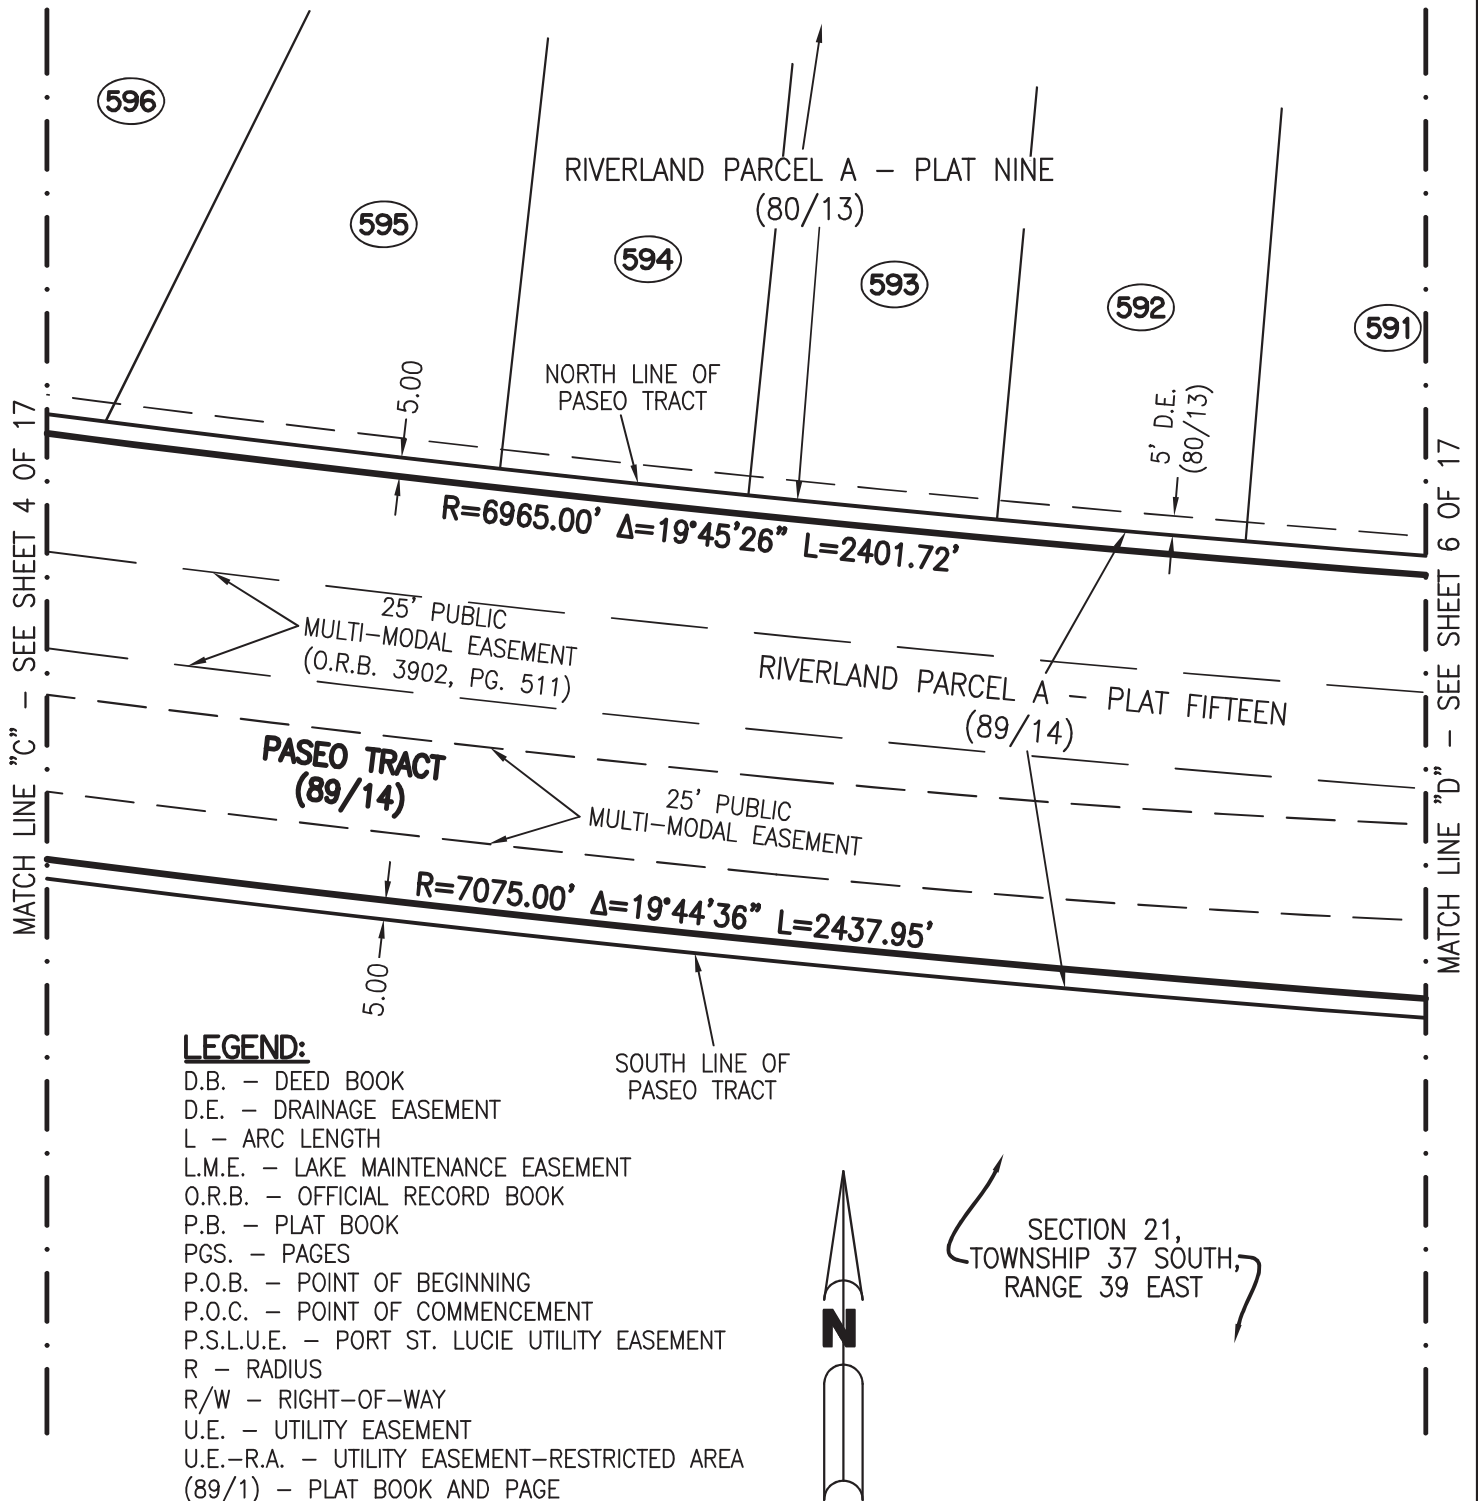 596
RIVERLAND PARCEL A – PLAT NINE
(80/13)
595
594
593
592
591
5.00
NORTH LINE OF
PASEO TRACT
5' D.E.
(80/13)
MATCH LINE "C" - SEE SHEET 4 OF 17
MATCH LINE "D" - SEE SHEET 6 OF 17
R=6965.00' Δ=19°45'26" L=2401.72'
25' PUBLIC
MULTI-MODAL EASEMENT
(O.R.B. 3902, PG. 511)
RIVERLAND PARCEL A – PLAT FIFTEEN
(89/14)
PASEO TRACT
(89/14)
25' PUBLIC
MULTI-MODAL EASEMENT
R=7075.00' Δ=19°44'36" L=2437.95'
5.00
SOUTH LINE OF
PASEO TRACT
LEGEND:
D.B. – DEED BOOK
D.E. – DRAINAGE EASEMENT
L – ARC LENGTH
L.M.E. – LAKE MAINTENANCE EASEMENT
O.R.B. – OFFICIAL RECORD BOOK
P.B. – PLAT BOOK
PGS. – PAGES
P.O.B. – POINT OF BEGINNING
P.O.C. – POINT OF COMMENCEMENT
P.S.L.U.E. – PORT ST. LUCIE UTILITY EASEMENT
R – RADIUS
R/W – RIGHT-OF-WAY
U.E. – UTILITY EASEMENT
U.E.-R.A. – UTILITY EASEMENT-RESTRICTED AREA
(89/1) – PLAT BOOK AND PAGE
N
SECTION 21,
TOWNSHIP 37 SOUTH,
RANGE 39 EAST